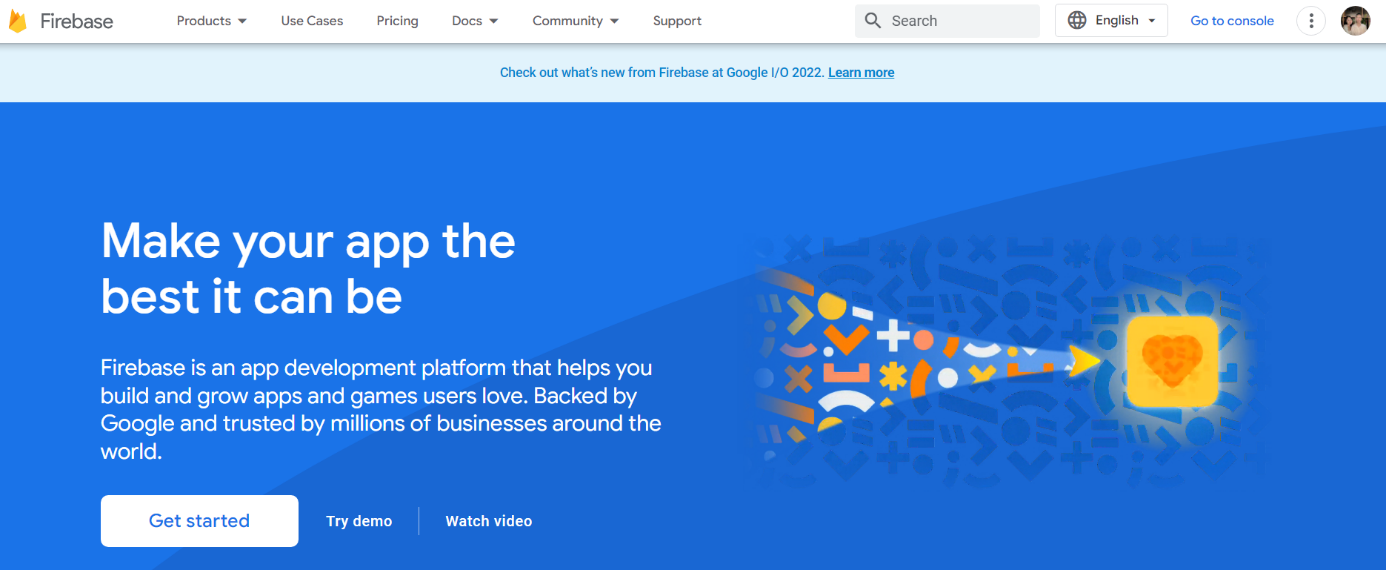 Firebase Products Use Cases Pricing Docs Community Support Search English Go to console
Check out what's new from Firebase at Google I/O 2022. Learn more
Make your app the
best it can be
Firebase is an app development platform that helps you
build and grow apps and games users love. Backed by
Google and trusted by millions of businesses around the
world.
Get started Try demo Watch video